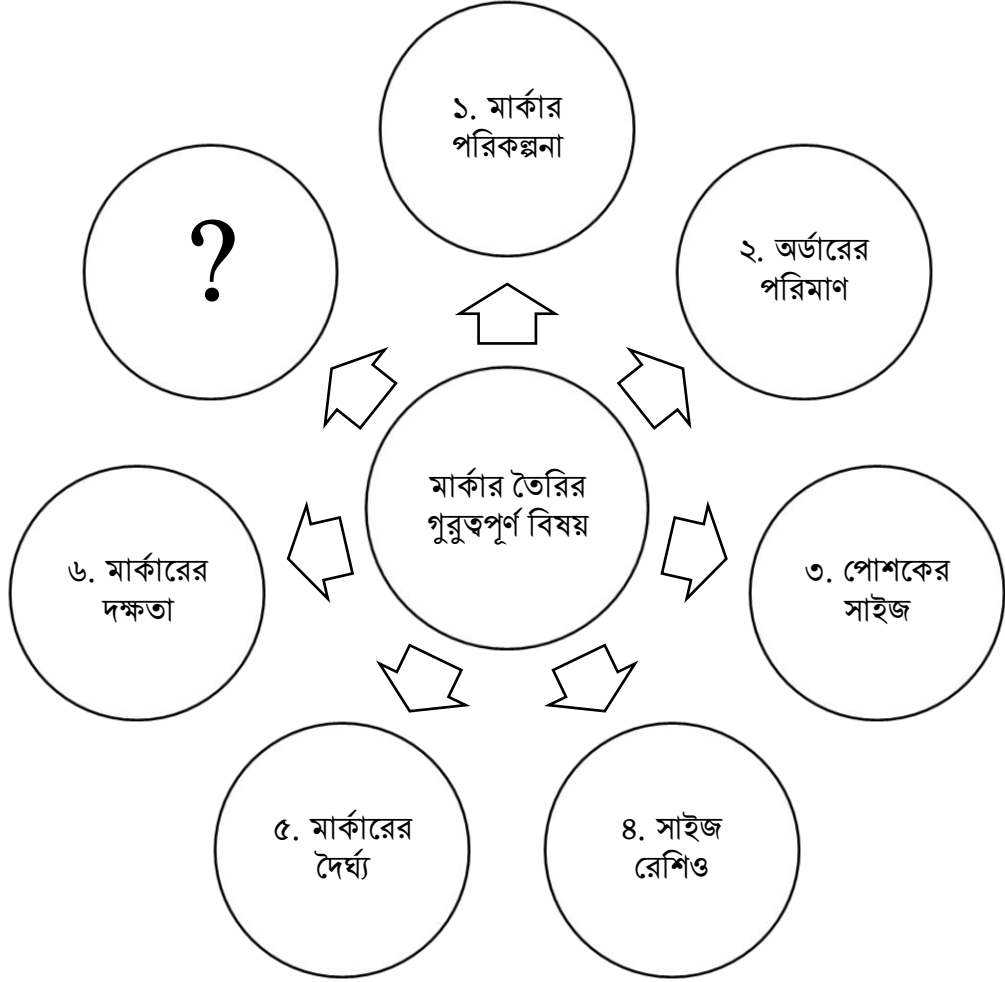 ১. মার্কার
পরিকল্পনা
২. অর্ডারের
পরিমাণ
?
মার্কার তৈরির
গুরুত্বপূর্ণ বিষয়
৩. পোশকের
সাইজ
৬. মার্কারের
দক্ষতা
৫. মার্কারের
দৈর্ঘ্য
৪. সাইজ
রেশিও